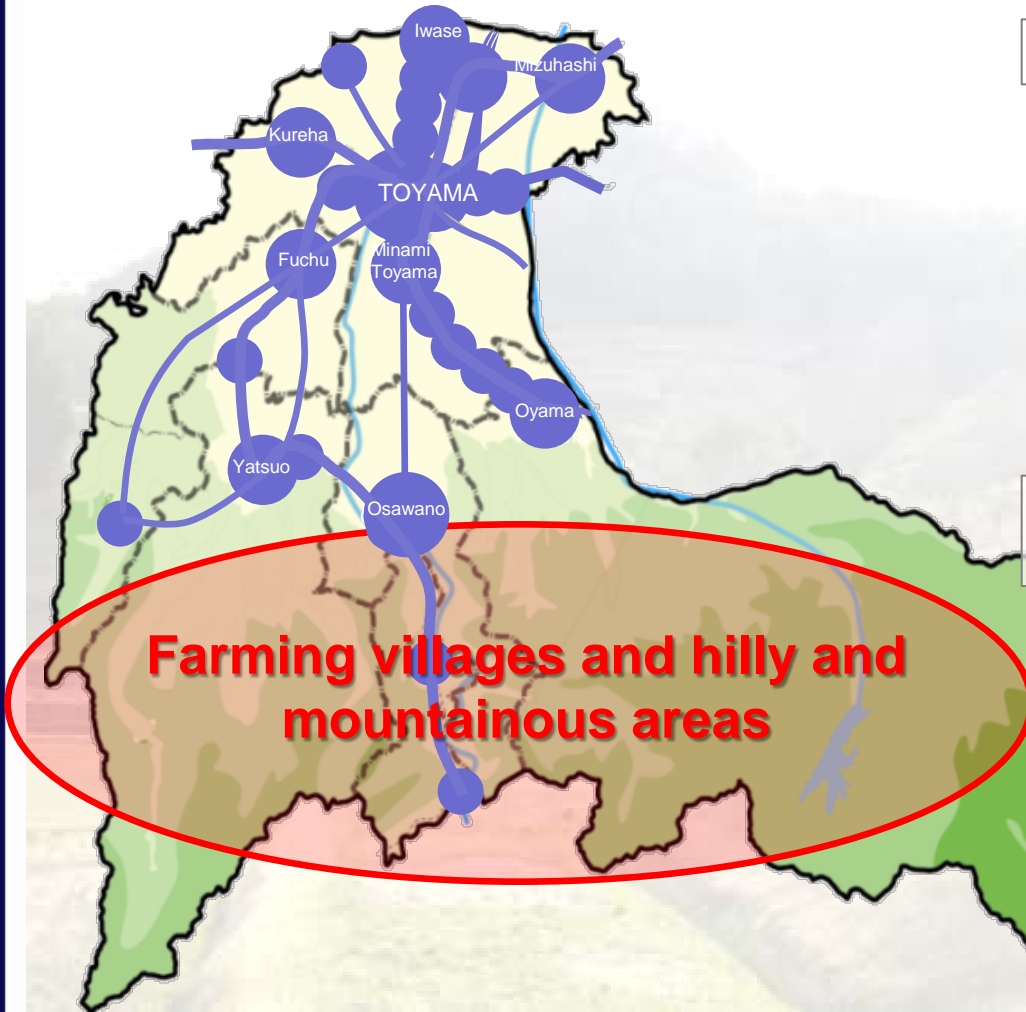 Iwase
Mizuhashi
Kureha
TOYAMA
Minami
Toyama
Fuchu
Oyama
Yatsuo
Osawano
Farming villages and hilly and
mountainous areas